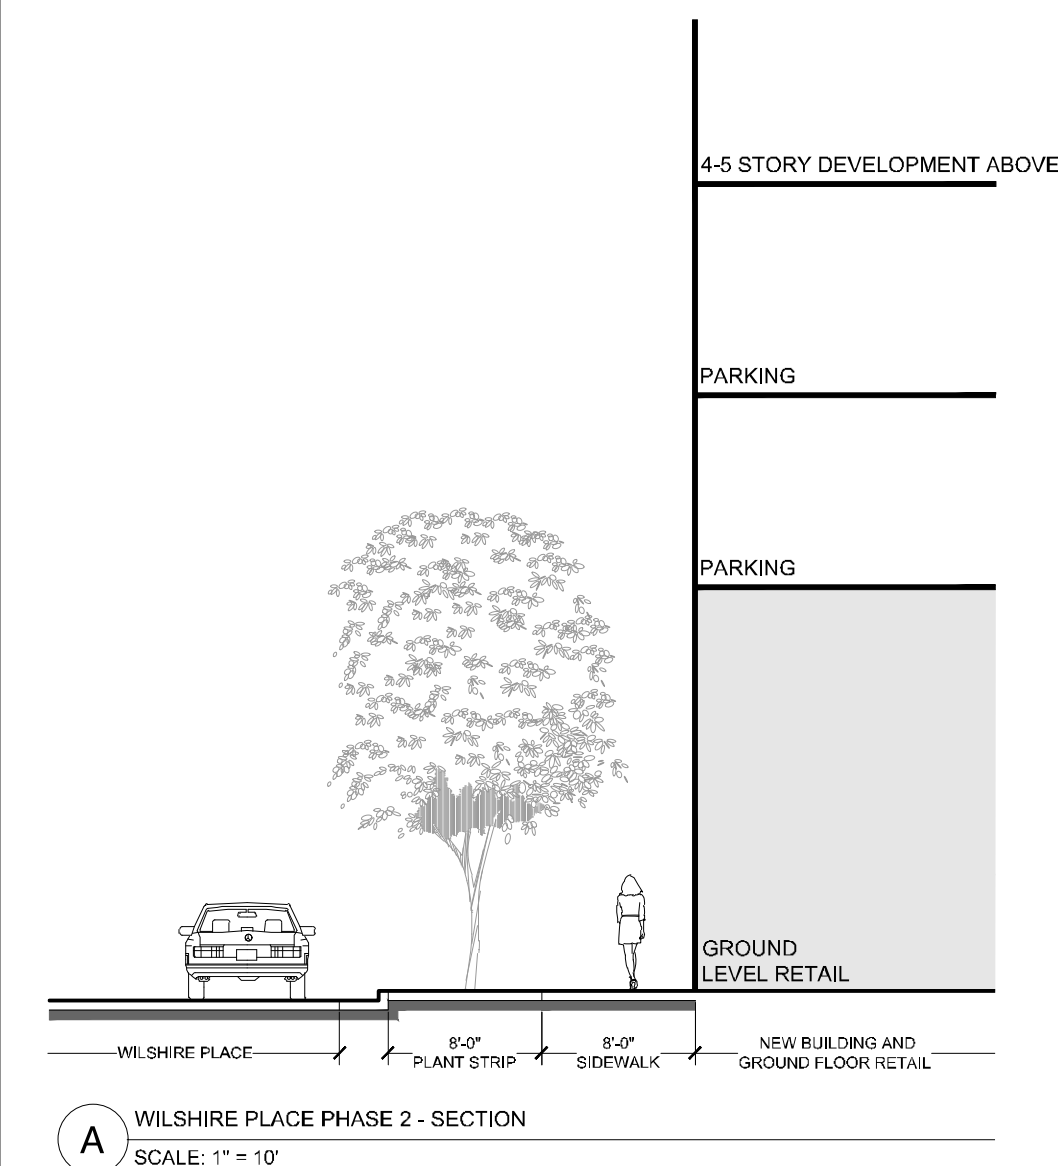 4-5 STORY DEVELOPMENT ABOVE
PARKING
PARKING
GROUND
LEVEL RETAIL
WILSHIRE PLACE
8'-0"
PLANT STRIP
8'-0"
SIDEWALK
NEW BUILDING AND
GROUND FLOOR RETAIL
A
WILSHIRE PLACE PHASE 2 - SECTION
SCALE: 1" = 10'